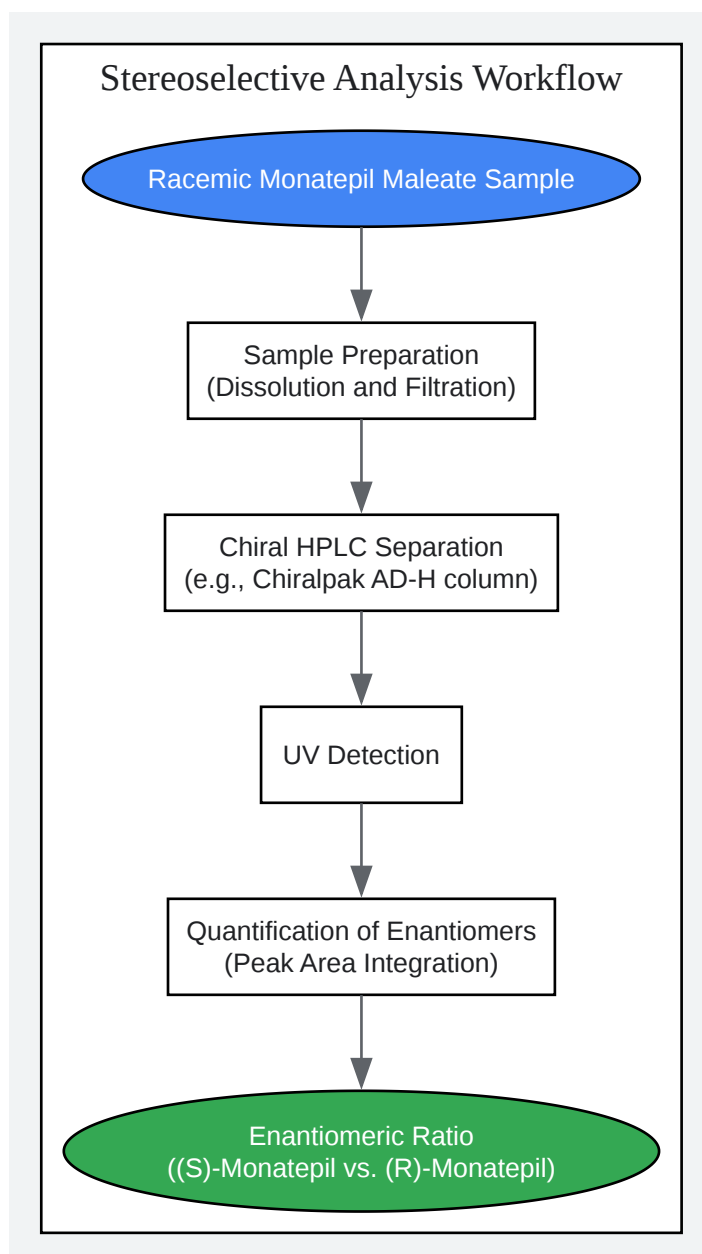 Stereoselective Analysis Workflow
Racemic Monatepil Maleate Sample
Sample Preparation
(Dissolution and Filtration)
Chiral HPLC Separation
(e.g., Chiralpak AD-H column)
UV Detection
Quantification of Enantiomers
(Peak Area Integration)
Enantiomeric Ratio
((S)-Monatepil vs. (R)-Monatepil)